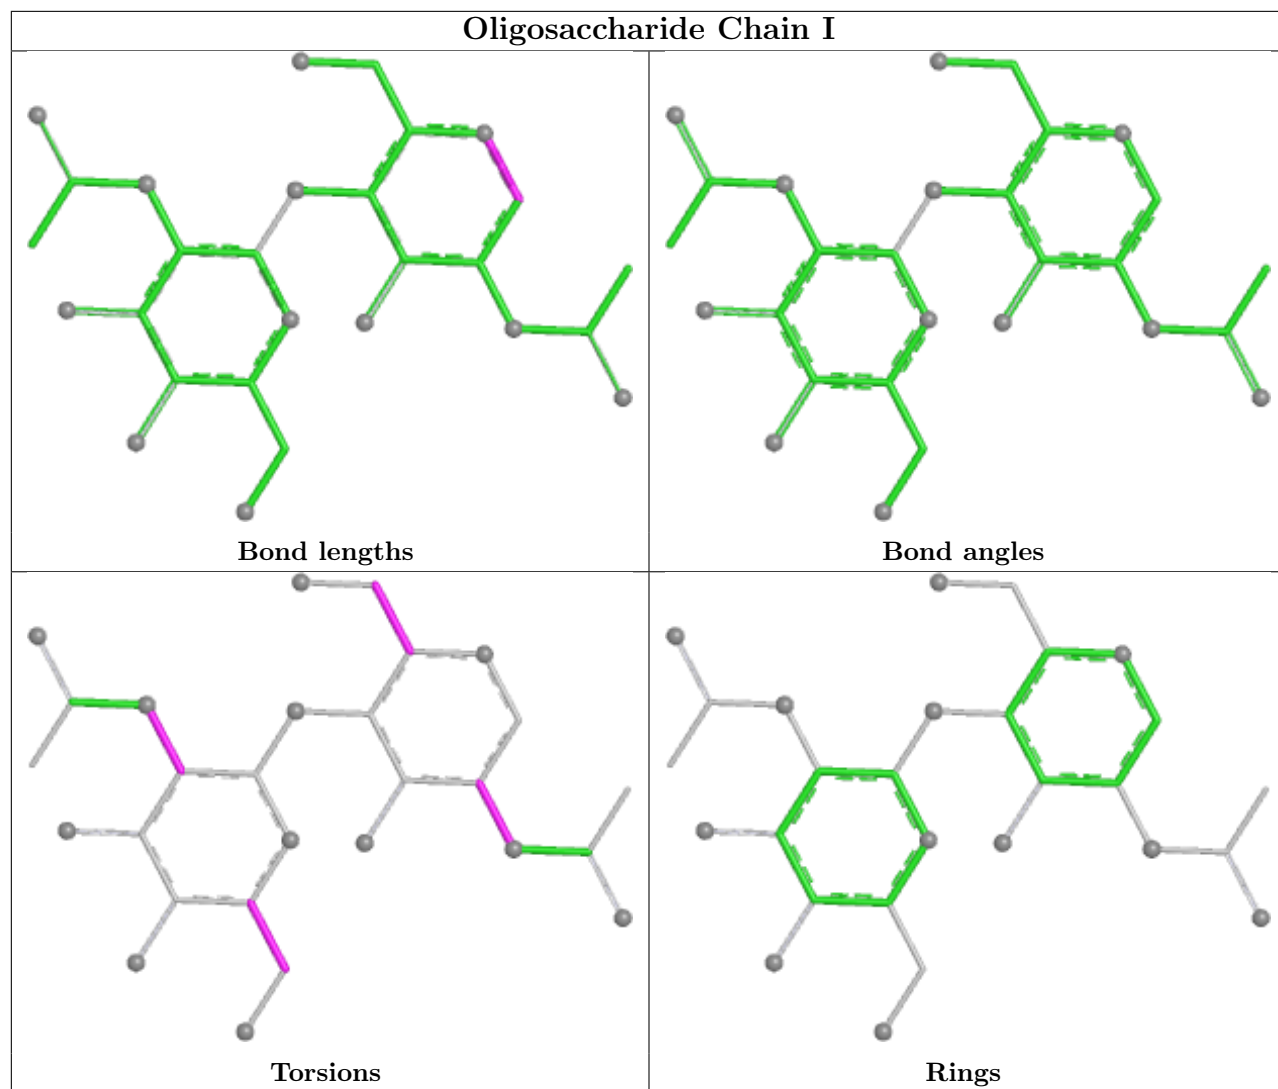 Oligosaccharide Chain I
Bond lengths
Bond angles
Torsions
Rings